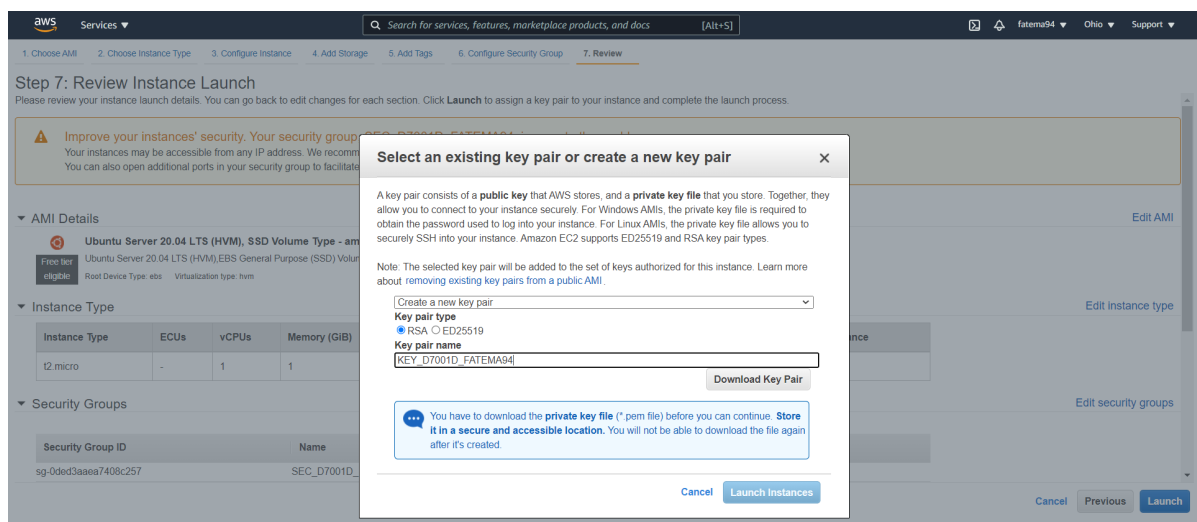 aws Services ▼ Search for services, features, marketplace products, and docs [Alt+S] fatema94 ▼ Ohio ▼ Support ▼
1. Choose AMI 2. Choose Instance Type 3. Configure Instance 4. Add Storage 5. Add Tags 6. Configure Security Group 7. Review
Step 7: Review Instance Launch
Please review your instance launch details. You can go back to edit changes for each section. Click Launch to assign a key pair to your instance and complete the launch process.
Improve your instances' security. Your security group,
Your instances may be accessible from any IP address. We recomm
You can also open additional ports in your security group to facilitate
AMI Details
Edit AMI
Ubuntu Server 20.04 LTS (HVM), SSD Volume Type - am
Free tier eligible
Ubuntu Server 20.04 LTS (HVM),EBS General Purpose (SSD) Volun
Root Device Type: ebs Virtualization type: hvm
Instance Type
Edit instance type
Instance Type ECUs vCPUs Memory (GiB) ance
t2.micro - 1 1
Security Groups
Edit security groups
Security Group ID Name
sg-0ded3aaea7408c257 SEC_D7001D_
Cancel Previous Launch
Select an existing key pair or create a new key pair ×
A key pair consists of a public key that AWS stores, and a private key file that you store. Together, they
allow you to connect to your instance securely. For Windows AMIs, the private key file is required to
obtain the password used to log into your instance. For Linux AMIs, the private key file allows you to
securely SSH into your instance. Amazon EC2 supports ED25519 and RSA key pair types.
Note: The selected key pair will be added to the set of keys authorized for this instance. Learn more
about removing existing key pairs from a public AMI.
Create a new key pair
Key pair type
RSA ED25519
Key pair name
KEY_D7001D_FATEMA94
Download Key Pair
You have to download the private key file (*.pem file) before you can continue. Store
it in a secure and accessible location. You will not be able to download the file again
after it's created.
Cancel Launch Instances